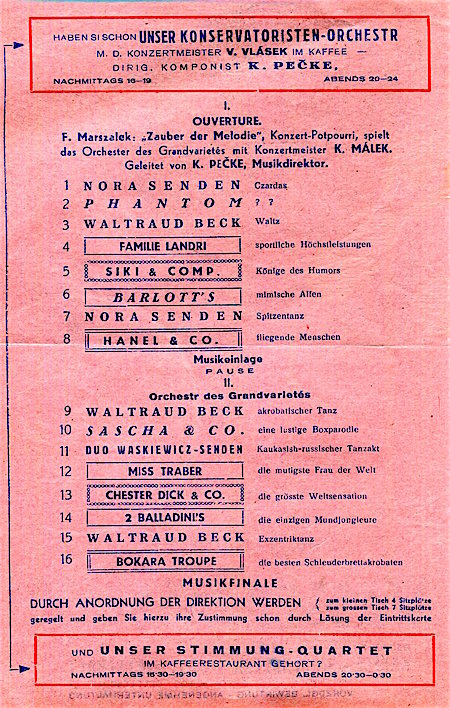 HABEN SI SCHON UNSER KONSERVATORISTEN-ORCHESTR
M. D. KONZERTMEISTER V. VLÁSEK IM KAFFEE —
DIRIG. KOMPONIST K. PEČKE,
NACHMITTAGS 16-19 ABENDS 20-24
I.
OUVERTURE.
F. Marszalek: „Zauber der Melodie", Konzert-Potpourri, spielt
das Orchester des Grandvarietés mit Konzertmeister K. MÁLEK.
Geleitet von K. PEČKE, Musikdirektor.
1 NORA SENDEN Czardas
2 PHANTOM ? ?
3 WALTRAUD BECK Waltz
4 FAMILIE LANDRI sportliche Höchstleistungen
5 SIKI & COMP. Könige des Humors
6 BARLOTT'S mimische Affen
7 NORA SENDEN Spitzentanz
8 HANEL & CO. fliegende Menschen
Musikeinlage
PAUSE
II.
Orchestr des Grandvarietés
9 WALTRAUD BECK akrobatischer Tanz
10 SASCHA & CO. eine lustige Boxparodie
11 DUO WASKIEWICZ-SENDEN Kaukasish-russischer Tanzakt
12 MISS TRABER die mutigste Frau der Welt
13 CHESTER DICK & CO. die grösste Weltsensation
14 2 BALLADINI'S die einzigen Mundjongleure
15 WALTRAUD BECK Exzentriktanz
16 BOKARA TROUPE die besten Schleuderbrettakrobaten
MUSIKFINALE
DURCH ANORDNUNG DER DIREKTION WERDEN ( zum kleinen Tisch 4 Sitzplätze
zum grossen Tisch 7 Sitzplätze
geregelt und geben Sie hierzu ihre Zustimmung schon durch Lösung der Eintrittskarte
UND UNSER STIMMUNG-QUARTET
IM KAFFEERESTAURANT GEHORT?
NACHMITTAGS 16·30-19·30 ABENDS 20·30-0·30